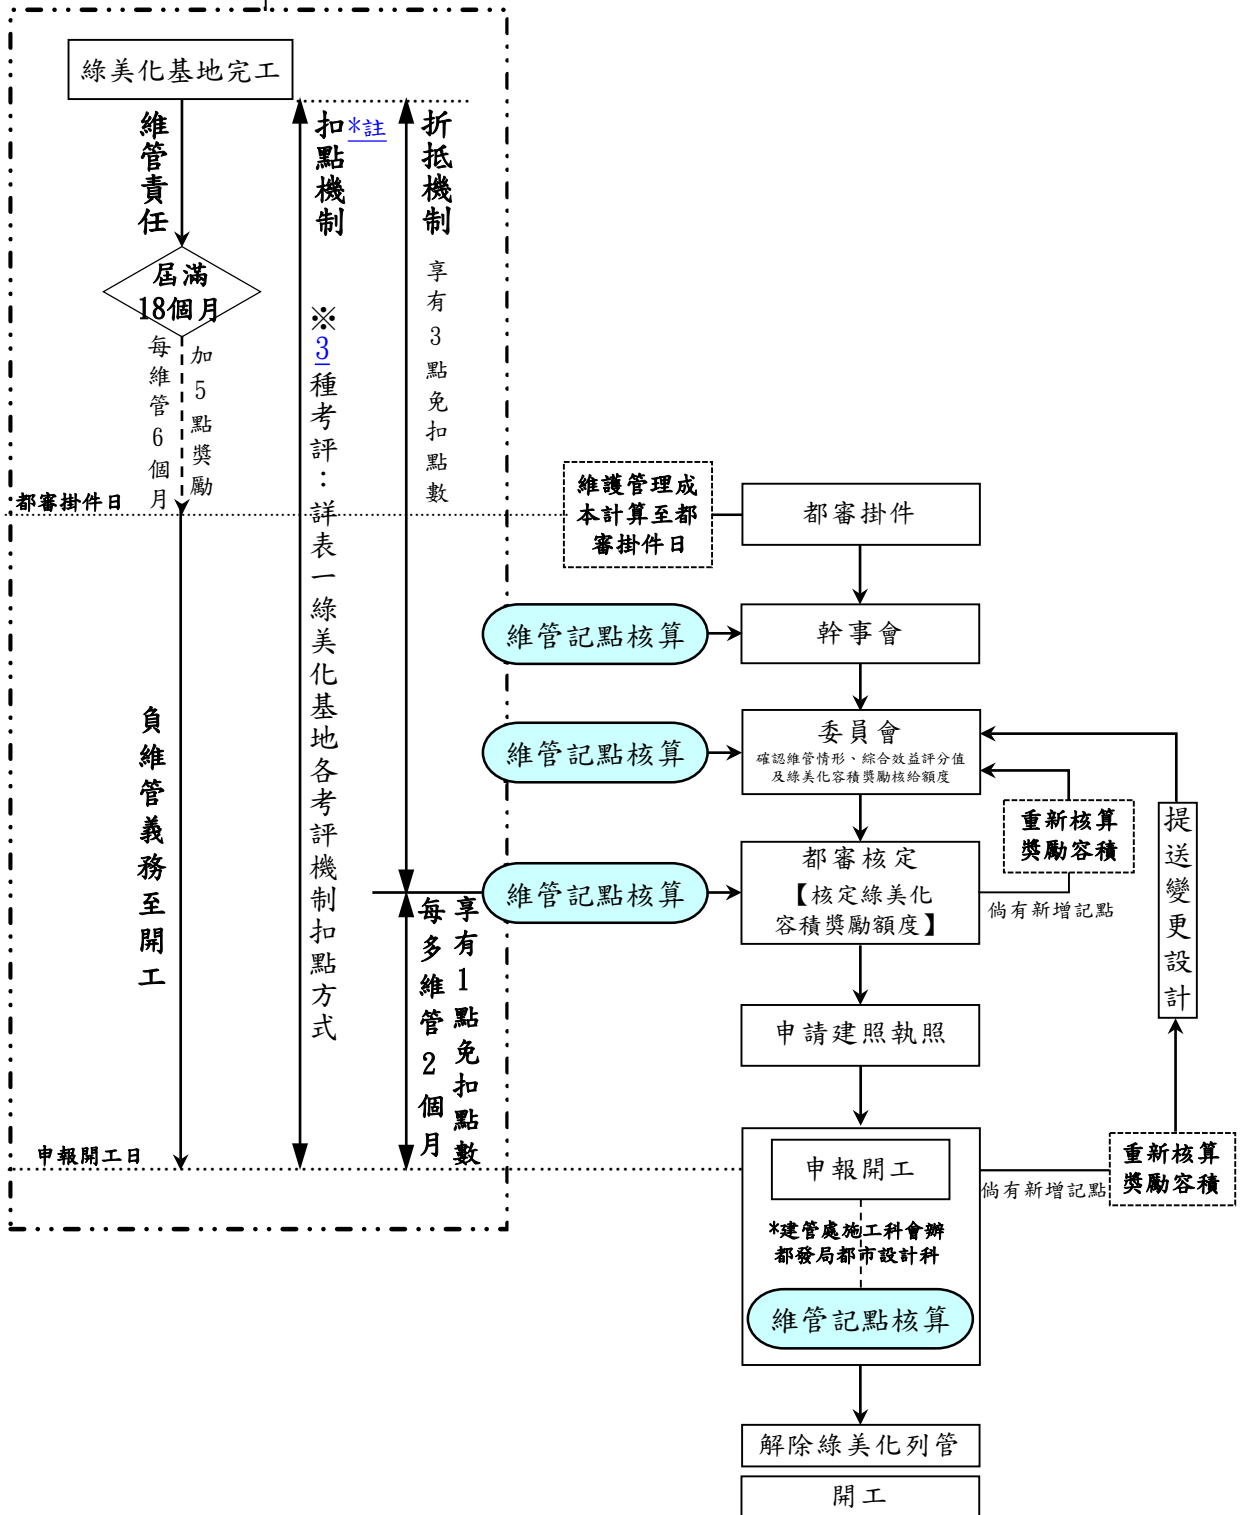 綠美化基地完工
維管責任
扣點機制
*註
折抵機制
享有3點免扣點數
屆滿
18個月
每維管6個月
加5點獎勵
※3種考評：詳表一綠美化基地各考評機制扣點方式
都審掛件日
維護管理成
本計算至都
審掛件日
都審掛件
維管記點核算
幹事會
負維管義務至開工
維管記點核算
委員會
確認維管情形、綜合效益評分值
及綠美化容積獎勵核給額度
重新核算
獎勵容積
提送變更設計
維管記點核算
都審核定
【核定綠美化
容積獎勵額度】
倘有新增記點
每多維管2個月
享有1點免扣點數
申請建照執照
申報開工日
申報開工
倘有新增記點
重新核算
獎勵容積
*建管處施工科會辦
都發局都市設計科
維管記點核算
解除綠美化列管
開工